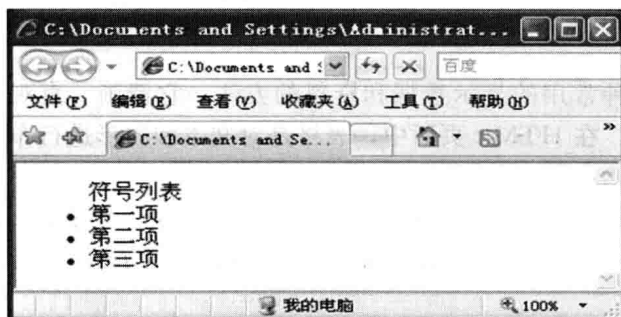 C:\Documents and Settings\Administrat...
C:\Documents and S
百度
文件(F) 编辑(E) 查看(V) 收藏夹(A) 工具(T) 帮助(H)
C:\Documents and Se...
»
符号列表
• 第一项
• 第二项
• 第三项
我的电脑 100%